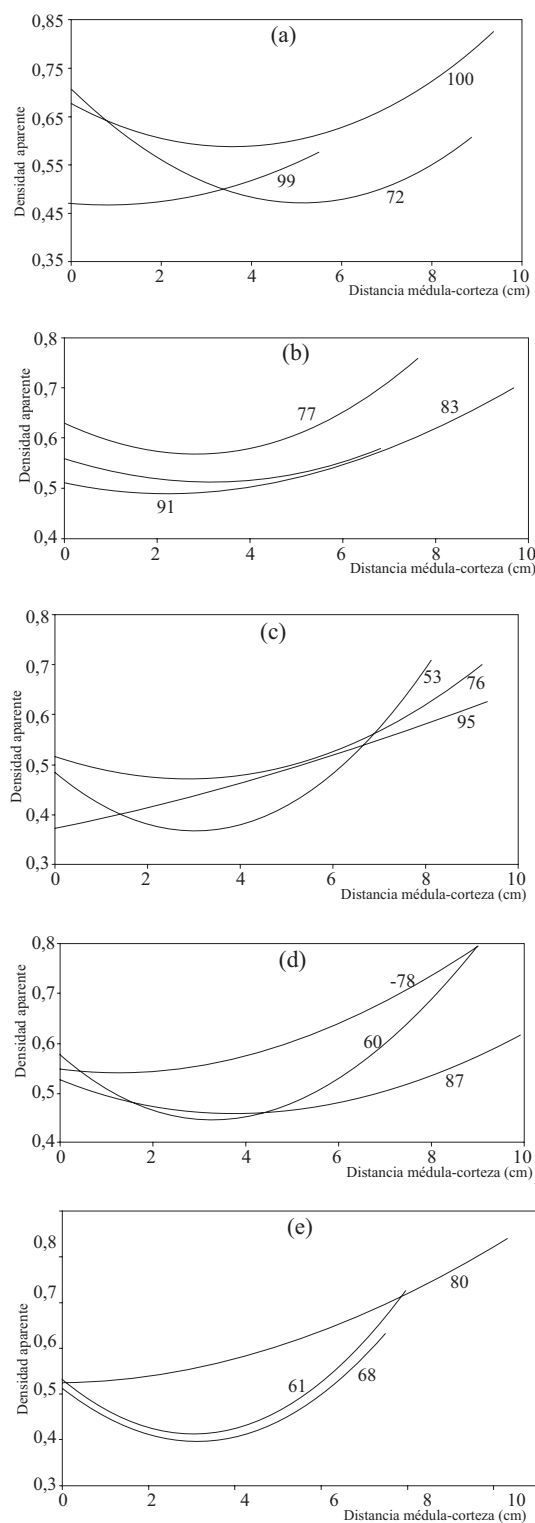 (a)
Densidad aparente
0,85
0,75
0,65
0,55
0,45
0,35
100
99
72
0 2 4 6 8 10
Distancia médula-corteza (cm)
(b)
Densidad aparente
0,8
0,7
0,6
0,5
0,4
77
83
91
0 2 4 6 8 10
Distancia médula-corteza (cm)
(c)
Densidad aparente
0,8
0,7
0,6
0,5
0,4
0,3
53
76
95
0 2 4 6 8 10
Distancia médula-corteza (cm)
(d)
Densidad aparente
0,8
0,7
0,6
0,5
0,4
-78
60
87
0 2 4 6 8 10
Distancia médula-corteza (cm)
(e)
Densidad aparente
0,8
0,7
0,6
0,5
0,4
0,3
80
61
68
0 2 4 6 8 10
Distancia médula-corteza (cm)